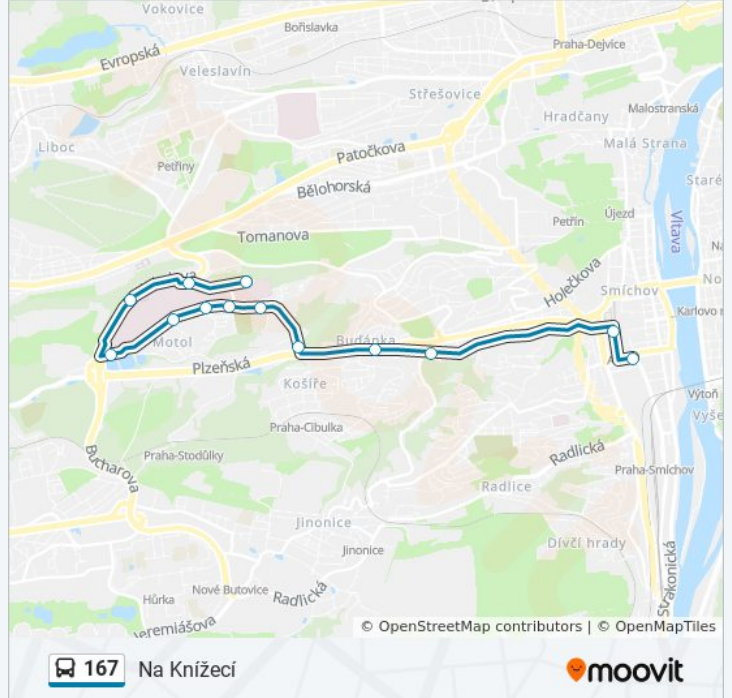 Vokovice
Bořislavka
Evropská
Praha-Dejvice
Veleslavín
Střešovice
Malostranská
Hradčany
Liboc
Patočkova
Malá Strana
Petřiny
Bělohorská
Staré
Petřín
Újezd
Vltava
Tomanova
Holečkova
Smíchov
Karlovo
Motol
Buďánka
Plzeňská
Košíře
Výtoň
Praha-Cibulka
Vyše
Bucharova
Praha-Stodůlky
Radlická
Praha-Smíchov
Radlice
Jinonice
Dívčí hrady
Jinonice
Strakonická
Nové Butovice
Hůrka
Radlická
Jeremiášova
© OpenStreetMap contributors | © OpenMapTiles
167 Na Knížecí
moovit